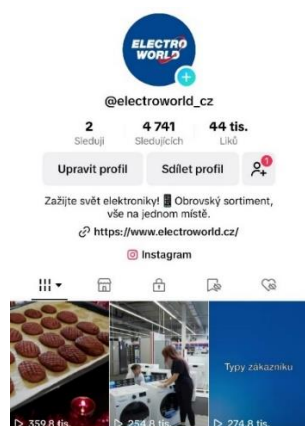 ELECTRO
WORLD
@electroworld_cz
2 4 741 44 tis.
Sleduji Sledujících Liků
Upravit profil Sdílet profil 1
Zažijte svět elektroniky! Obrovský sortiment,
vše na jednom místě.
https://www.electroworld.cz/
Instagram
Typy zákazníku
359.8 tis. 254.8 tis. 274.8 tis.